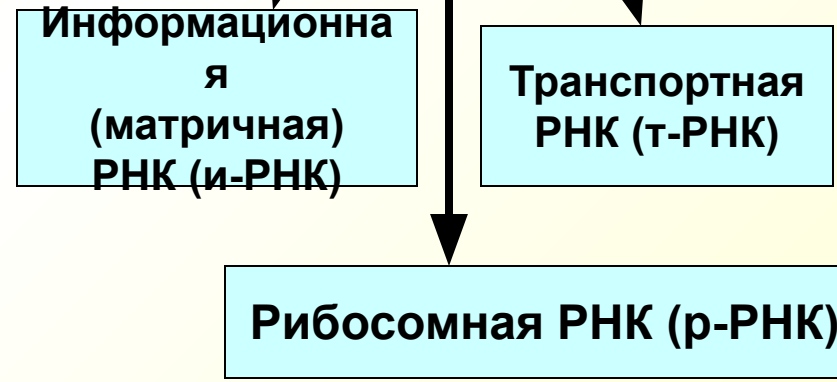 Информационна
я
(матричная)
РНК (и-РНК)
Транспортная
РНК (т-РНК)
Рибосомная РНК (р-РНК)